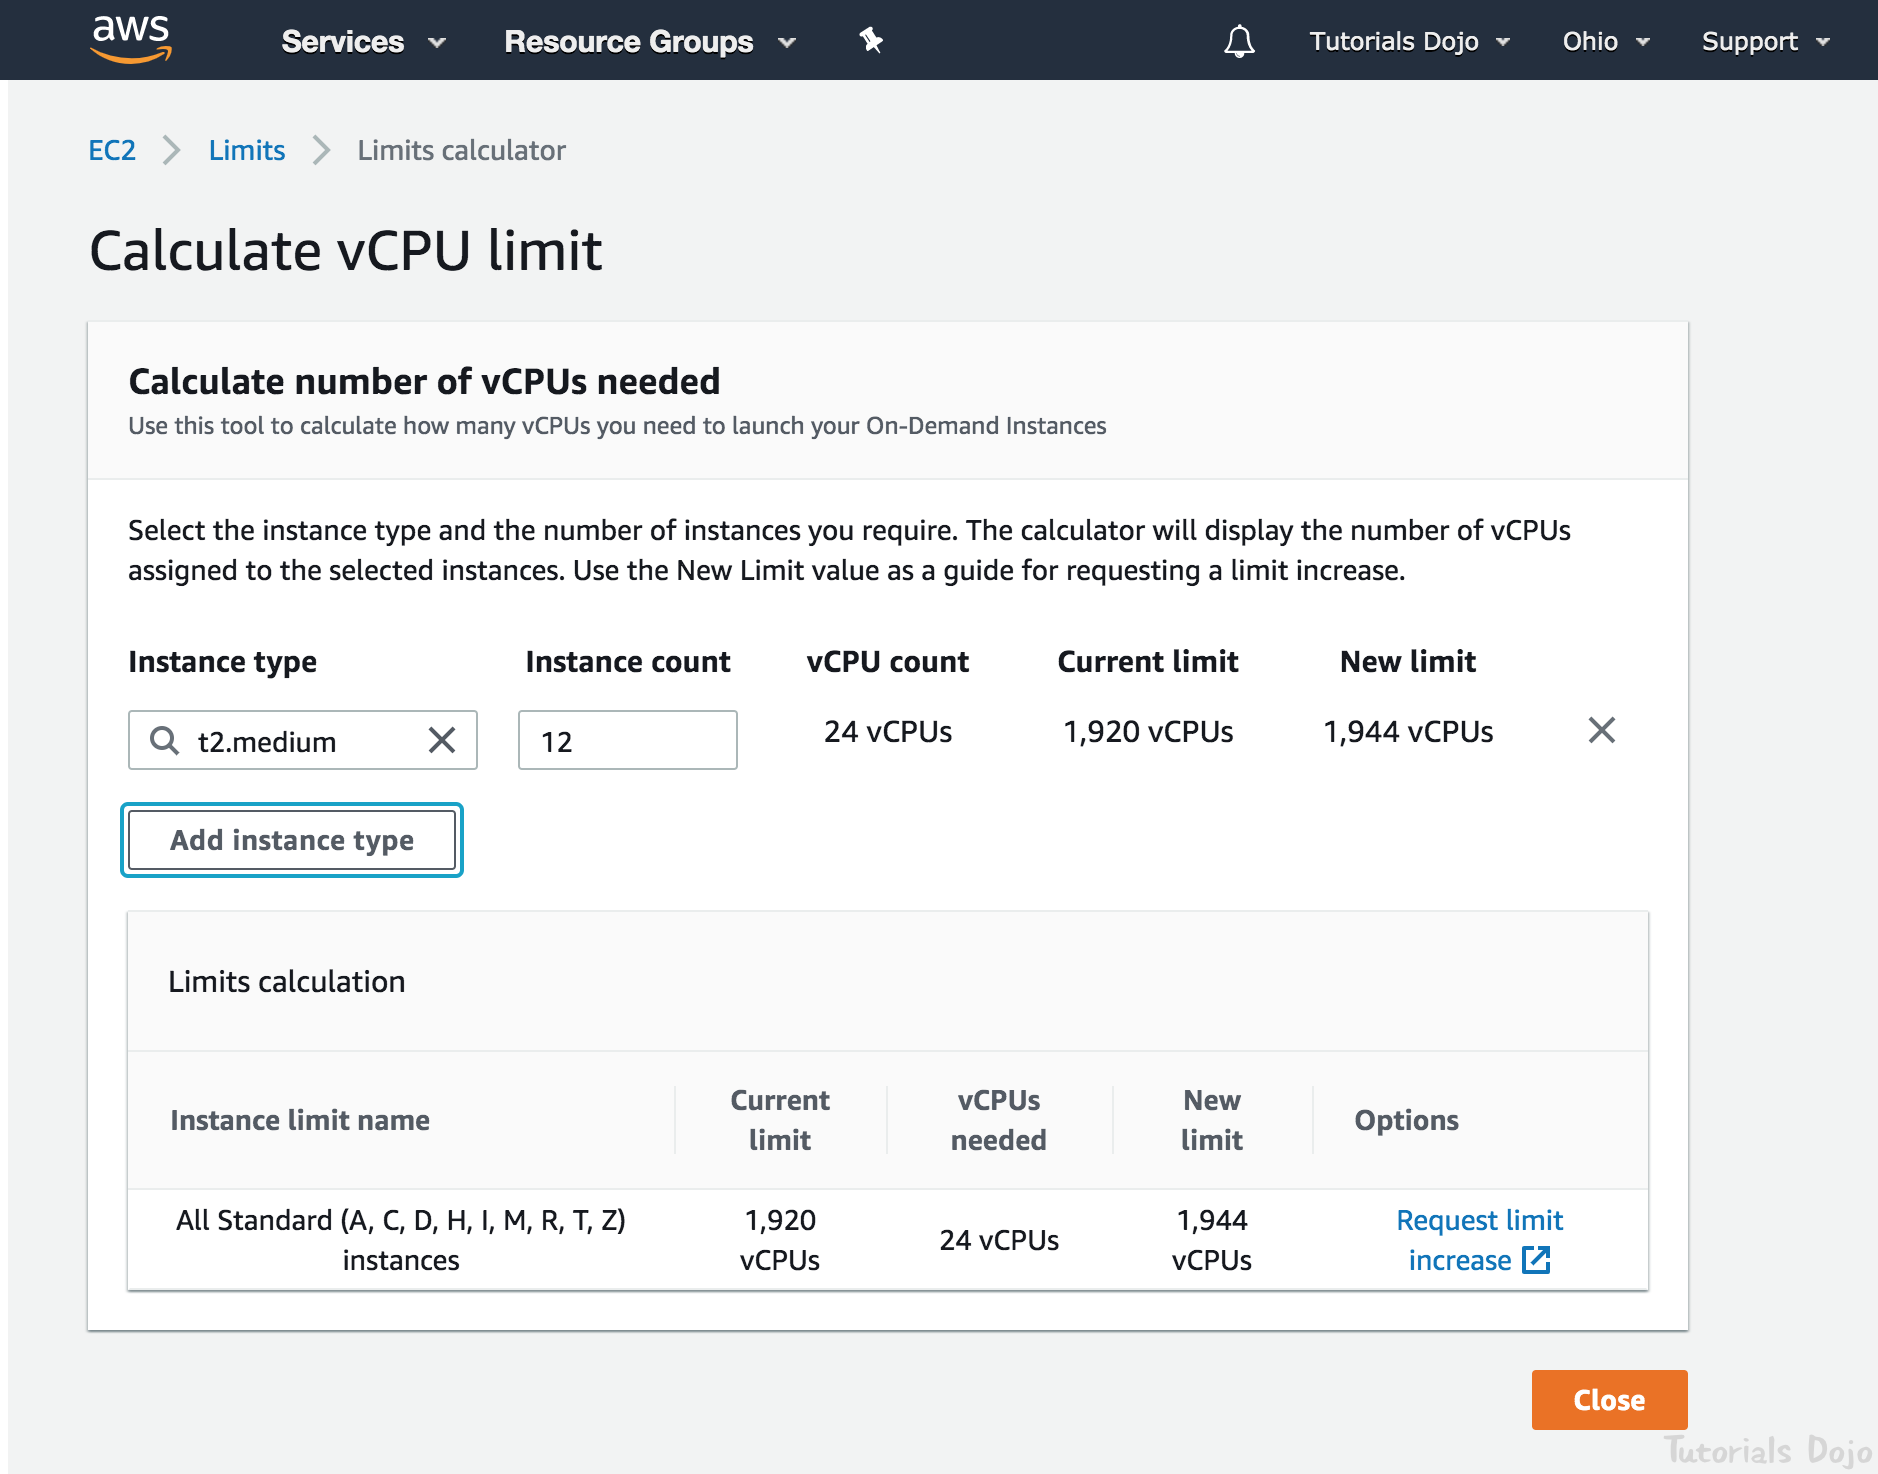 aws
Services
Resource Groups
Tutorials Dojo
Ohio
Support
EC2
Limits
Limits calculator
Calculate vCPU limit
Calculate number of vCPUs needed
Use this tool to calculate how many vCPUs you need to launch your On-Demand Instances
Select the instance type and the number of instances you require. The calculator will display the number of vCPUs
assigned to the selected instances. Use the New Limit value as a guide for requesting a limit increase.
Instance type
Instance count
vCPU count
Current limit
New limit
t2.medium
12
24 vCPUs
1,920 vCPUs
1,944 vCPUs
Add instance type
Limits calculation
Instance limit name
Current
limit
vCPUs
needed
New
limit
Options
All Standard (A, C, D, H, I, M, R, T, Z)
instances
1,920
vCPUs
24 vCPUs
1,944
vCPUs
Request limit
increase
Close
Tutorials Dojo